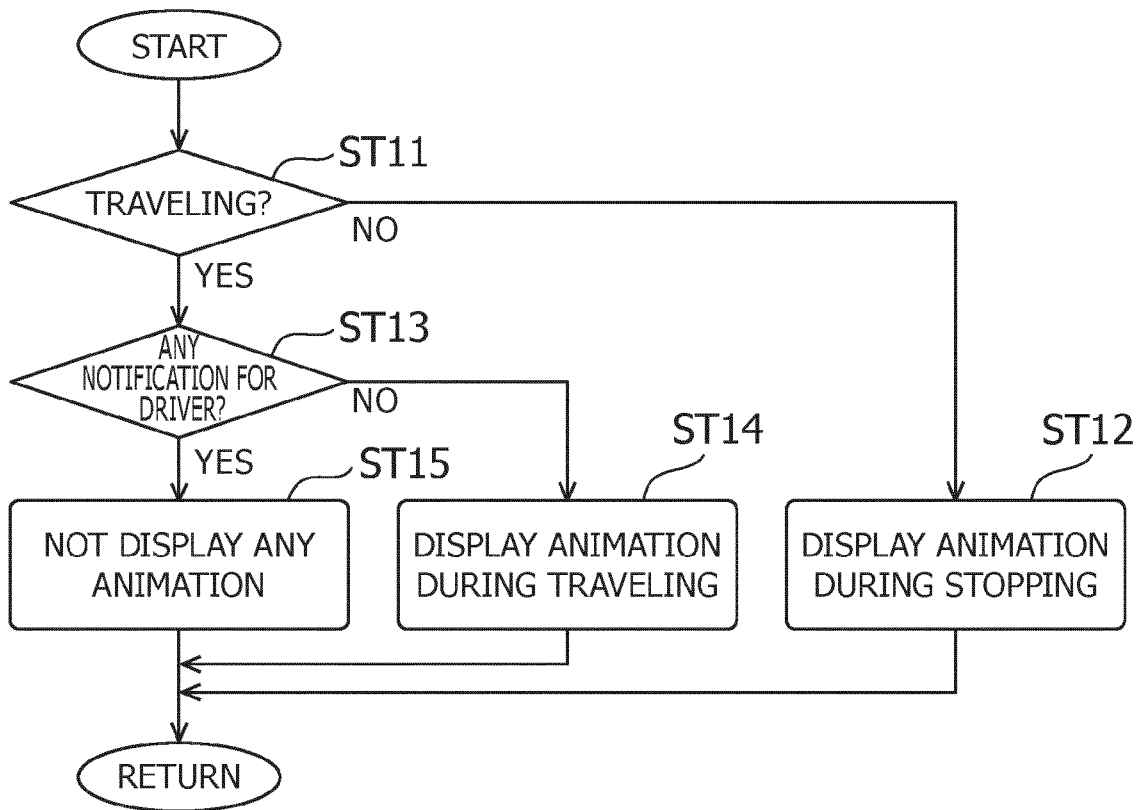 START
ST11
TRAVELING?
NO
YES
ST13
ANY
NOTIFICATION FOR
DRIVER?
NO
YES
ST15
ST14
ST12
NOT DISPLAY ANY
ANIMATION
DISPLAY ANIMATION
DURING TRAVELING
DISPLAY ANIMATION
DURING STOPPING
RETURN